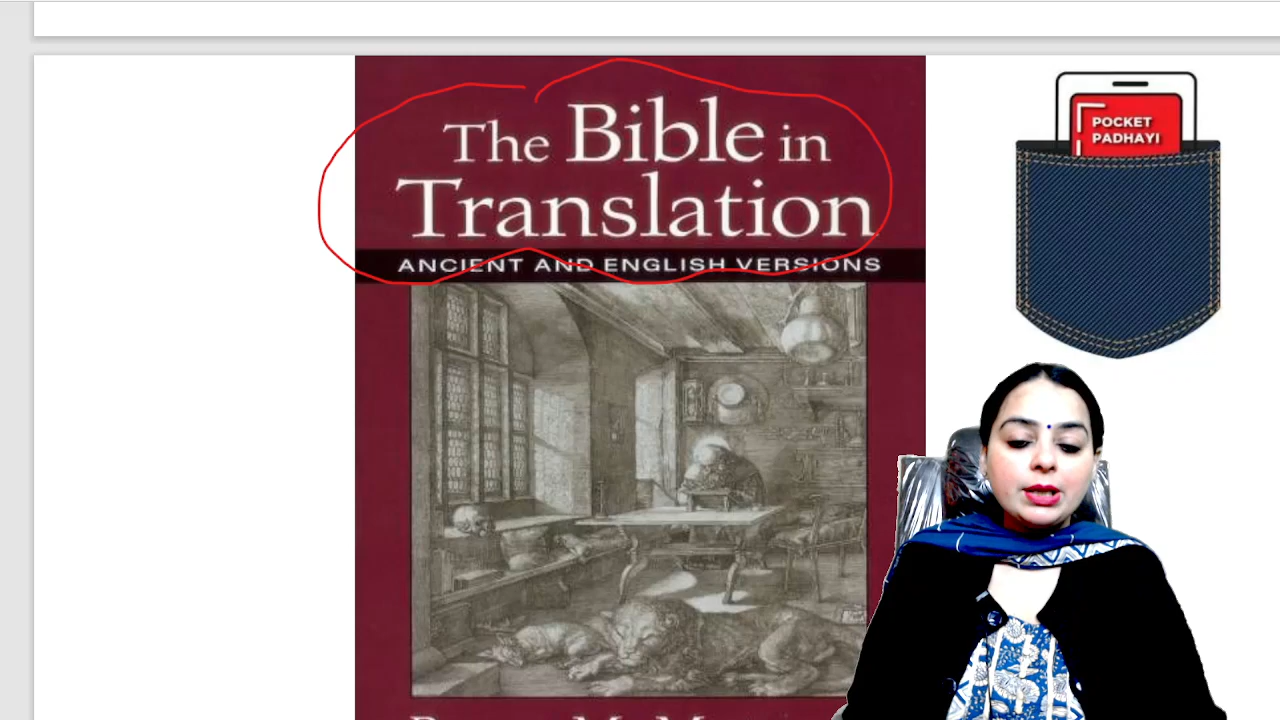 The Bible in
Translation
ANCIENT AND ENGLISH VERSIONS
POCKET
PADHAYI